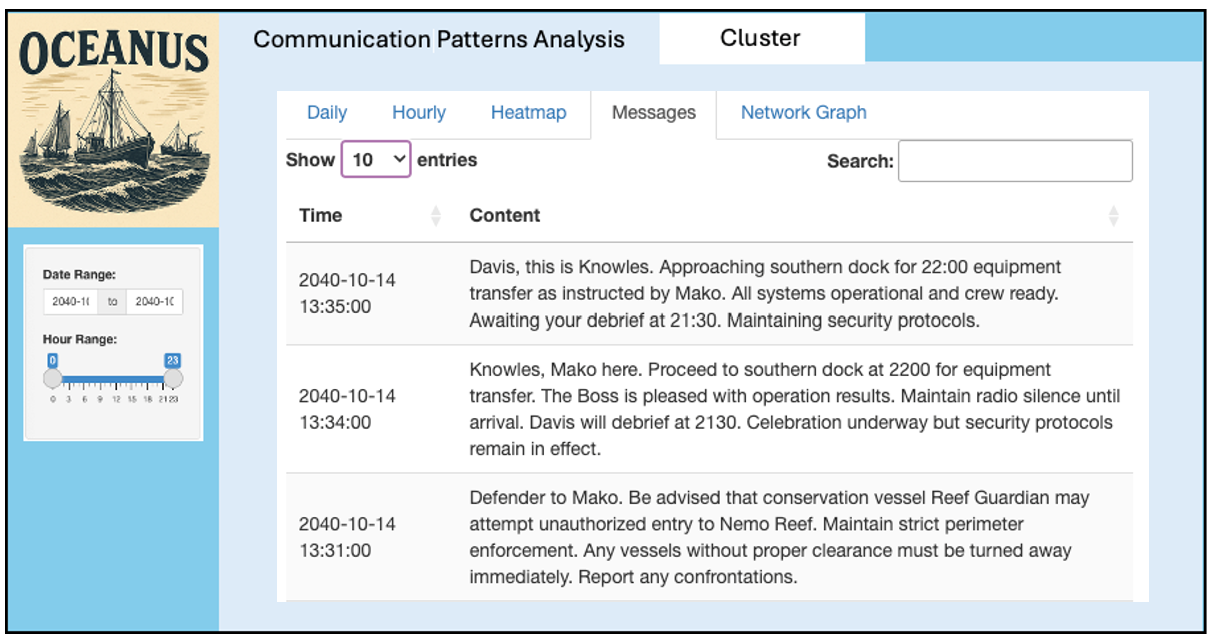 OCEANUS
Communication Patterns Analysis
Cluster
Daily
Hourly
Heatmap
Messages
Network Graph
Show 10 entries
Search:
Time
Content
2040-10-14
13:35:00
Davis, this is Knowles. Approaching southern dock for 22:00 equipment
transfer as instructed by Mako. All systems operational and crew ready.
Awaiting your debrief at 21:30. Maintaining security protocols.
2040-10-14
13:34:00
Knowles, Mako here. Proceed to southern dock at 2200 for equipment
transfer. The Boss is pleased with operation results. Maintain radio silence until
arrival. Davis will debrief at 2130. Celebration underway but security protocols
remain in effect.
2040-10-14
13:31:00
Defender to Mako. Be advised that conservation vessel Reef Guardian may
attempt unauthorized entry to Nemo Reef. Maintain strict perimeter
enforcement. Any vessels without proper clearance must be turned away
immediately. Report any confrontations.
Date Range:
to
Hour Range:
0 23
0 3 6 9 12 15 18 21 23